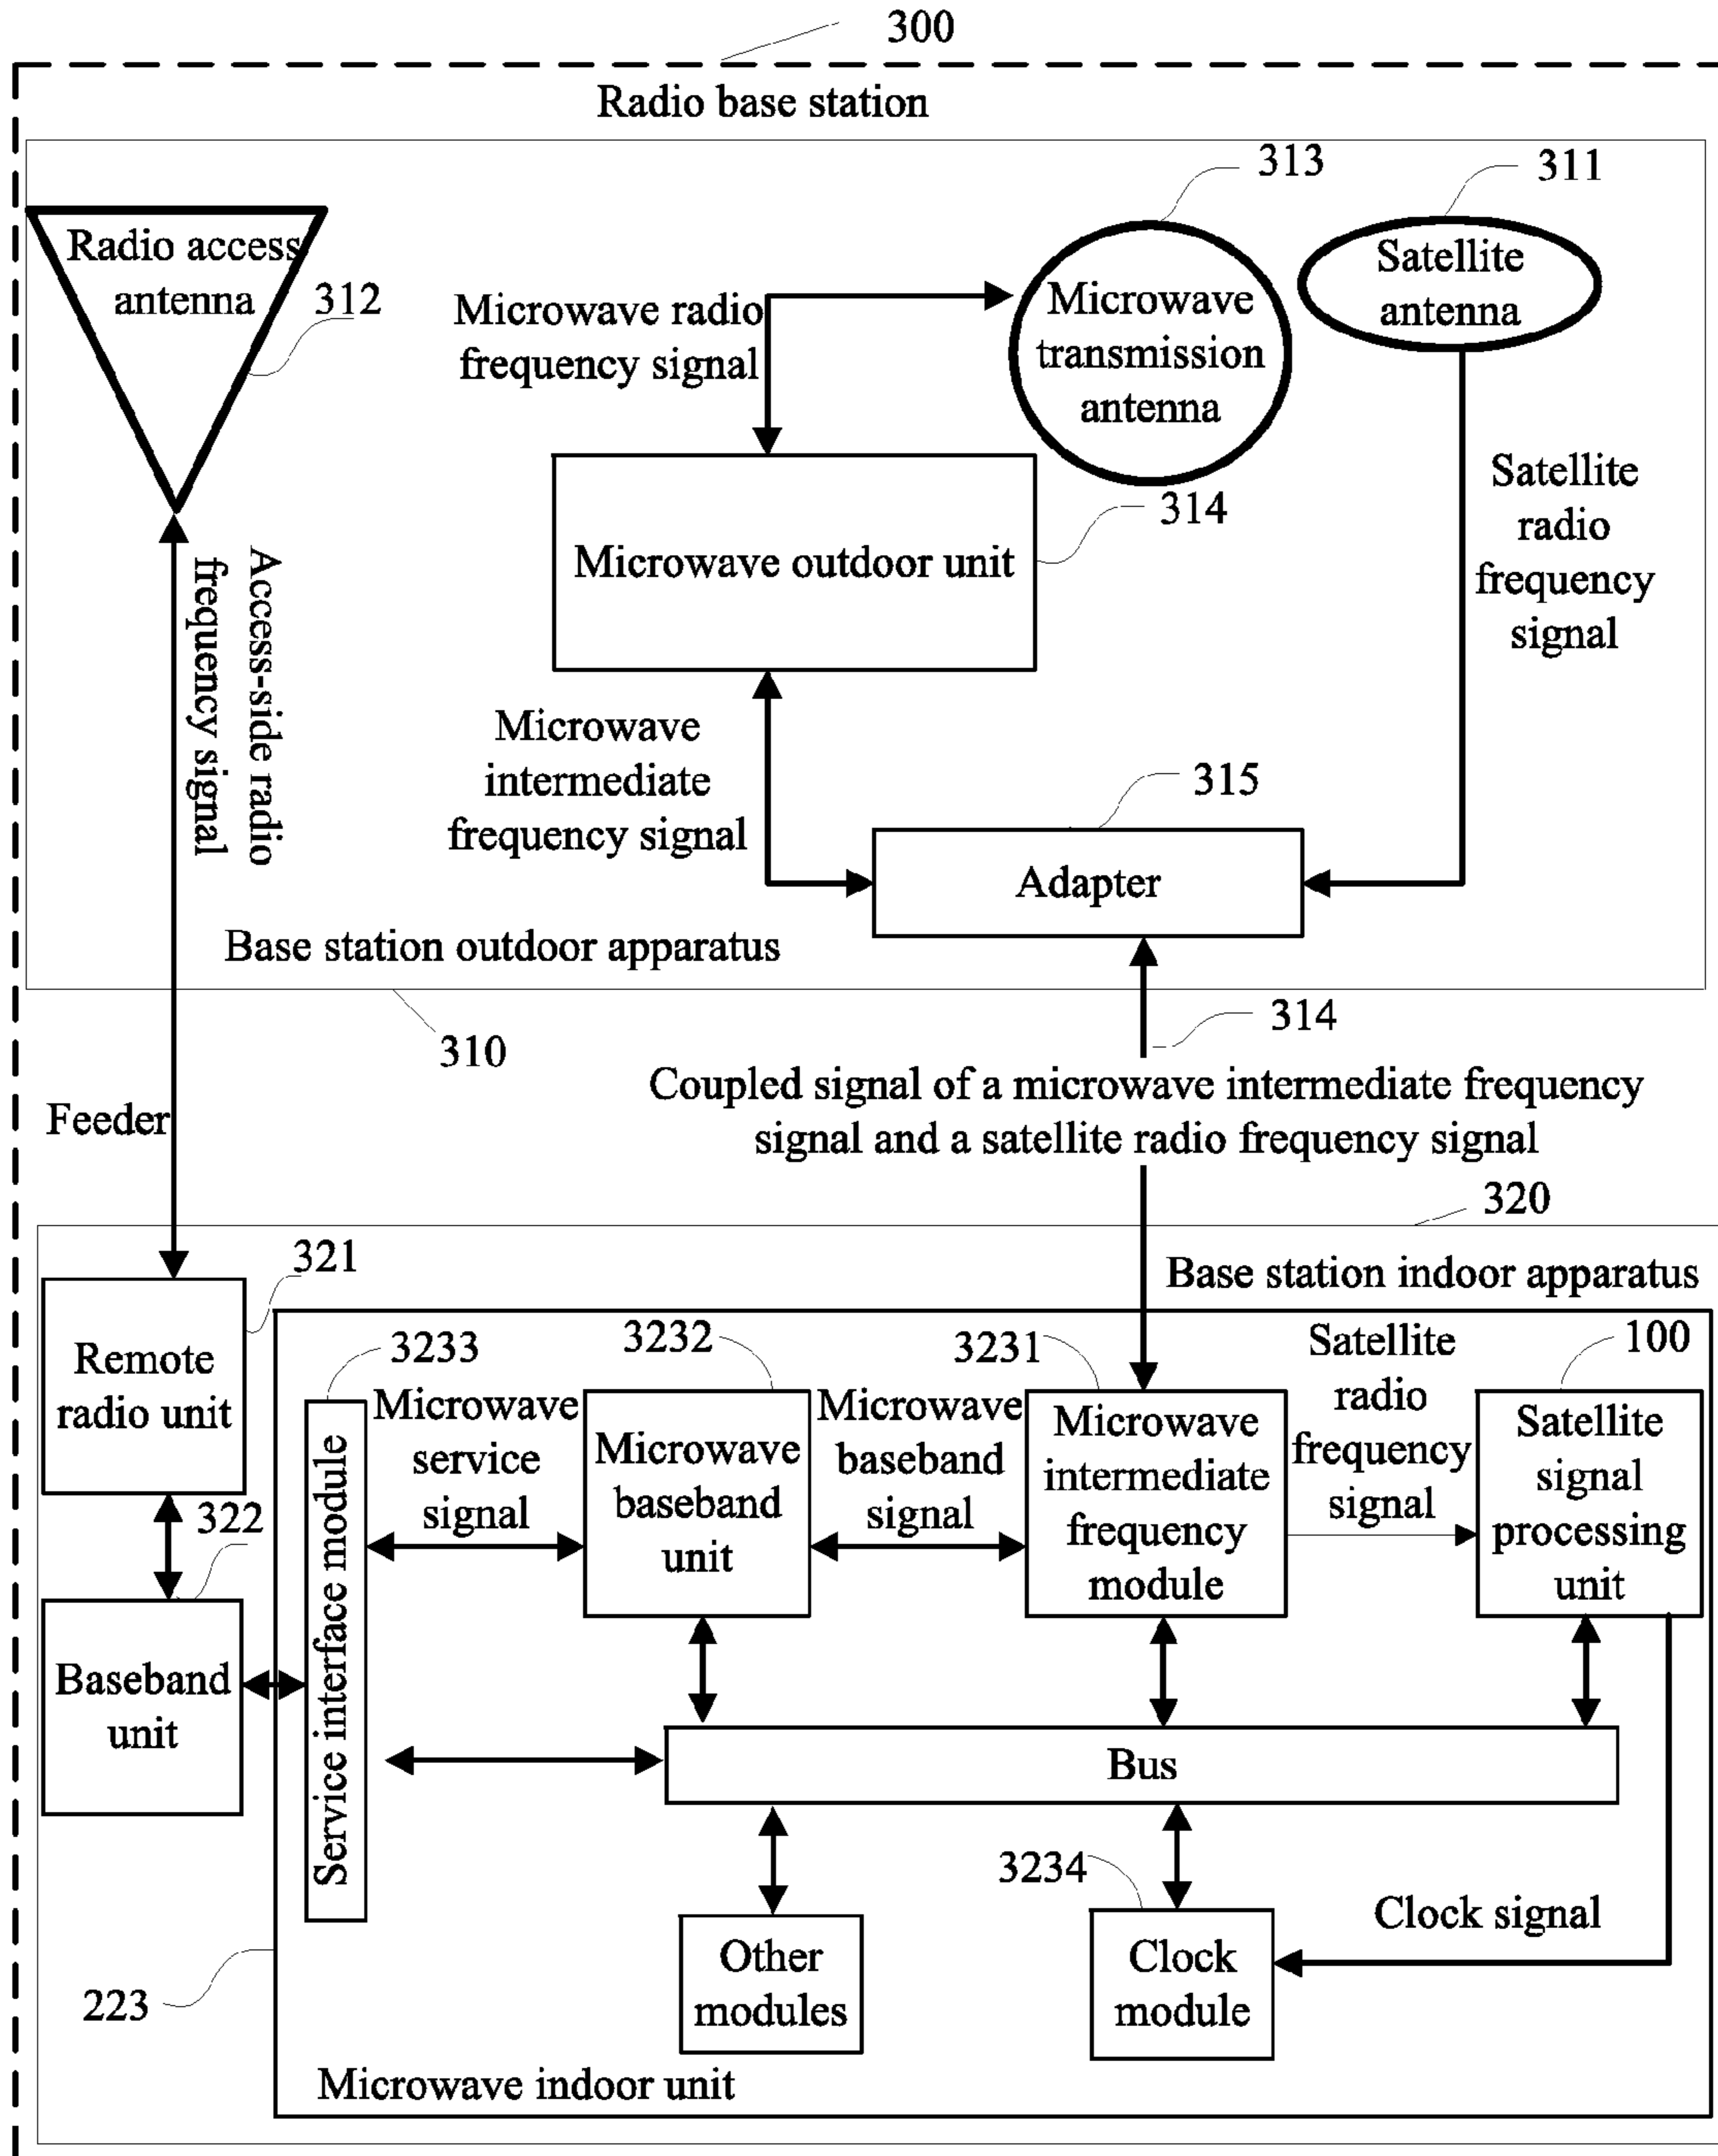 300
Radio base station
313
311
Radio access
antenna
312
Microwave radio
frequency signal
Microwave
transmission
antenna
Satellite
antenna
314
Microwave outdoor unit
Satellite
radio
frequency
signal
Access-side radio
frequency signal
Microwave
intermediate
frequency signal
315
Adapter
Base station outdoor apparatus
310
314
Coupled signal of a microwave intermediate frequency
signal and a satellite radio frequency signal
Feeder
320
Base station indoor apparatus
321
Remote
radio unit
322
Baseband
unit
3233
Service interface module
Microwave
service
signal
3232
Microwave
baseband
unit
Microwave
baseband
signal
3231
Microwave
intermediate
frequency
module
Satellite
radio
frequency
signal
100
Satellite
signal
processing
unit
Bus
Other
modules
3234
Clock
module
Clock signal
223
Microwave indoor unit